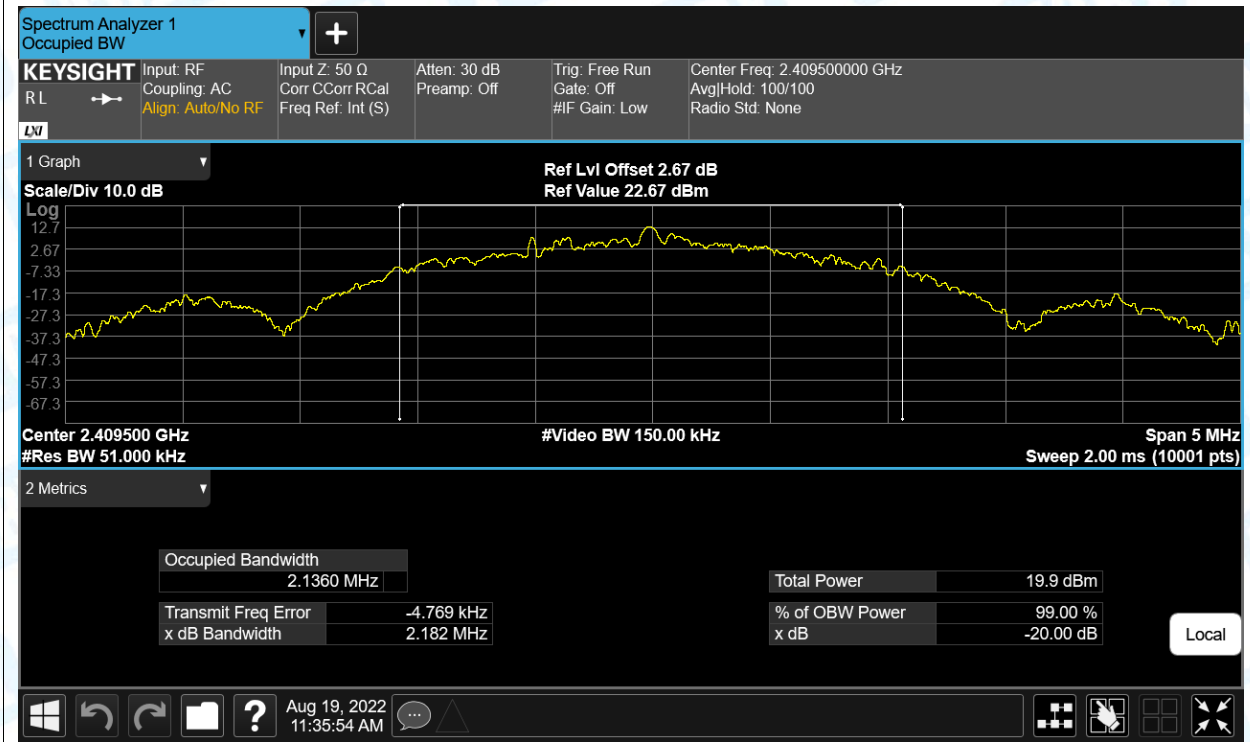 Spectrum Analyzer 1
Occupied BW
KEYSIGHT
R L
LXI
Input: RF
Coupling: AC
Align: Auto/No RF
Input Z: 50 Ω
Corr CCorr RCal
Freq Ref: Int (S)
Atten: 30 dB
Preamp: Off
Trig: Free Run
Gate: Off
#IF Gain: Low
Center Freq: 2.409500000 GHz
Avg|Hold: 100/100
Radio Std: None
1 Graph
Scale/Div 10.0 dB
Ref Lvl Offset 2.67 dB
Ref Value 22.67 dBm
Log
12.7
2.67
-7.33
-17.3
-27.3
-37.3
-47.3
-57.3
-67.3
Center 2.409500 GHz
#Res BW 51.000 kHz
#Video BW 150.00 kHz
Span 5 MHz
Sweep 2.00 ms (10001 pts)
2 Metrics
Occupied Bandwidth
2.1360 MHz
Transmit Freq Error -4.769 kHz
x dB Bandwidth 2.182 MHz
Total Power 19.9 dBm
% of OBW Power 99.00 %
x dB -20.00 dB
Local
Aug 19, 2022
11:35:54 AM